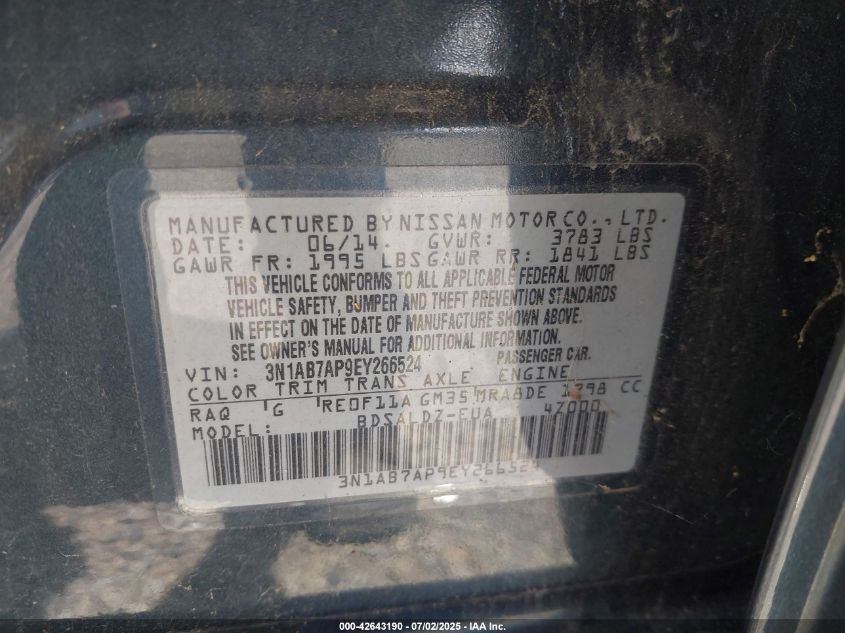 MANUFACTURED BY NISSAN MOTOR CO., LTD.
DATE: 06/14. GVWR: 3783 LBS
GAWR FR: 1995 LBS GAWR RR: 1841 LBS
THIS VEHICLE CONFORMS TO ALL APPLICABLE FEDERAL MOTOR
VEHICLE SAFETY, BUMPER AND THEFT PREVENTION STANDARDS
IN EFFECT ON THE DATE OF MANUFACTURE SHOWN ABOVE.
SEE OWNER'S MANUAL FOR ADDITIONAL INFORMATION.
VIN: 3N1AB7AP9EY266524 PASSENGER CAR.
COLOR TRIM TRANS AXLE ENGINE
RAQ G RE0F11A GM35 MRA8DE 1798 CC
MODEL: BDSALDZ-EUA 4Z000
3N1AB7AP9EY266524
000-42643190 - 07/02/2025 - IAA, Inc.